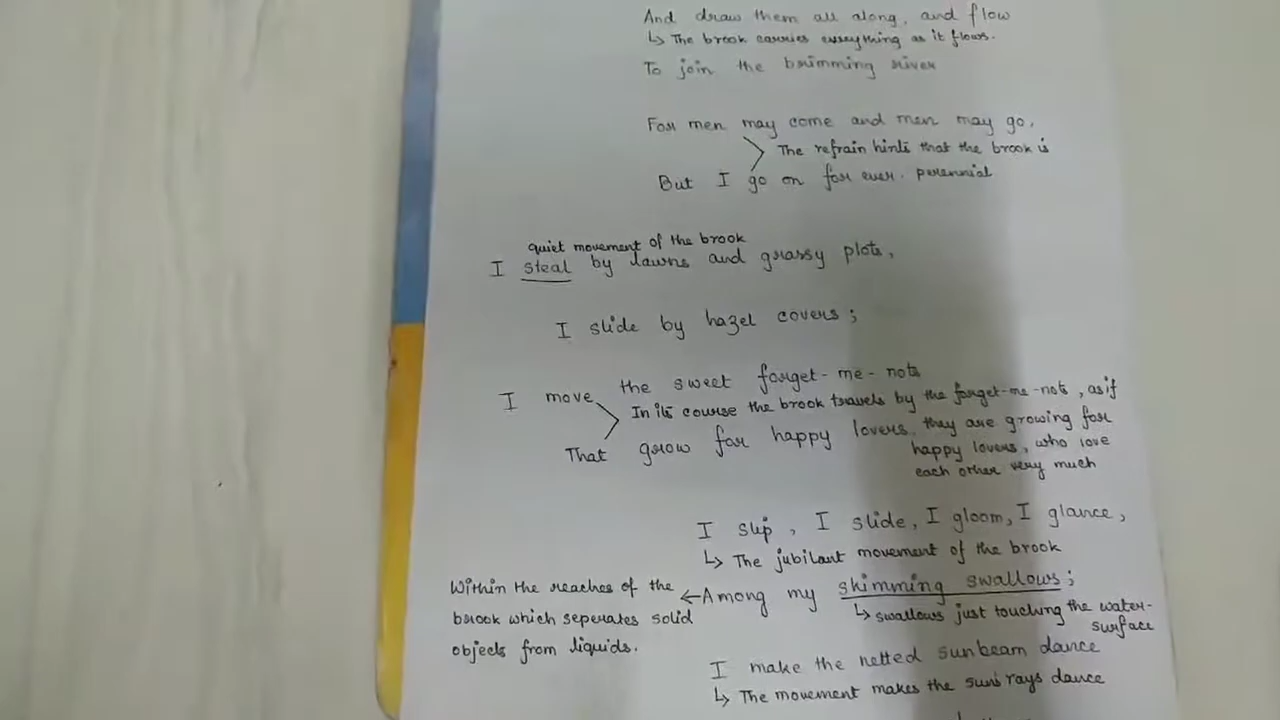 And draw them all along, and flow
↳ The brook carries everything as it flows.
To join the brimming river
For men may come and men may go,
The refrain hints that the brook is
But I go on for ever. perennial
quiet movement of the brook
I steal by lawns and grassy plots,
I slide by hazel covers;
I move the sweet forget-me-nots
In its course the brook travels by the forget-me-nots, as if
That grow for happy lovers. they are growing for
happy lovers, who love
each other very much
I slip, I slide, I gloom, I glance,
↳ The jubilant movement of the brook
Among my skimming swallows;
Within the reaches of the
brook which seperates solid
objects from liquids.
↳ swallows just touching the water-
surface
I make the netted sunbeam dance
↳ The movement makes the sun's rays dance